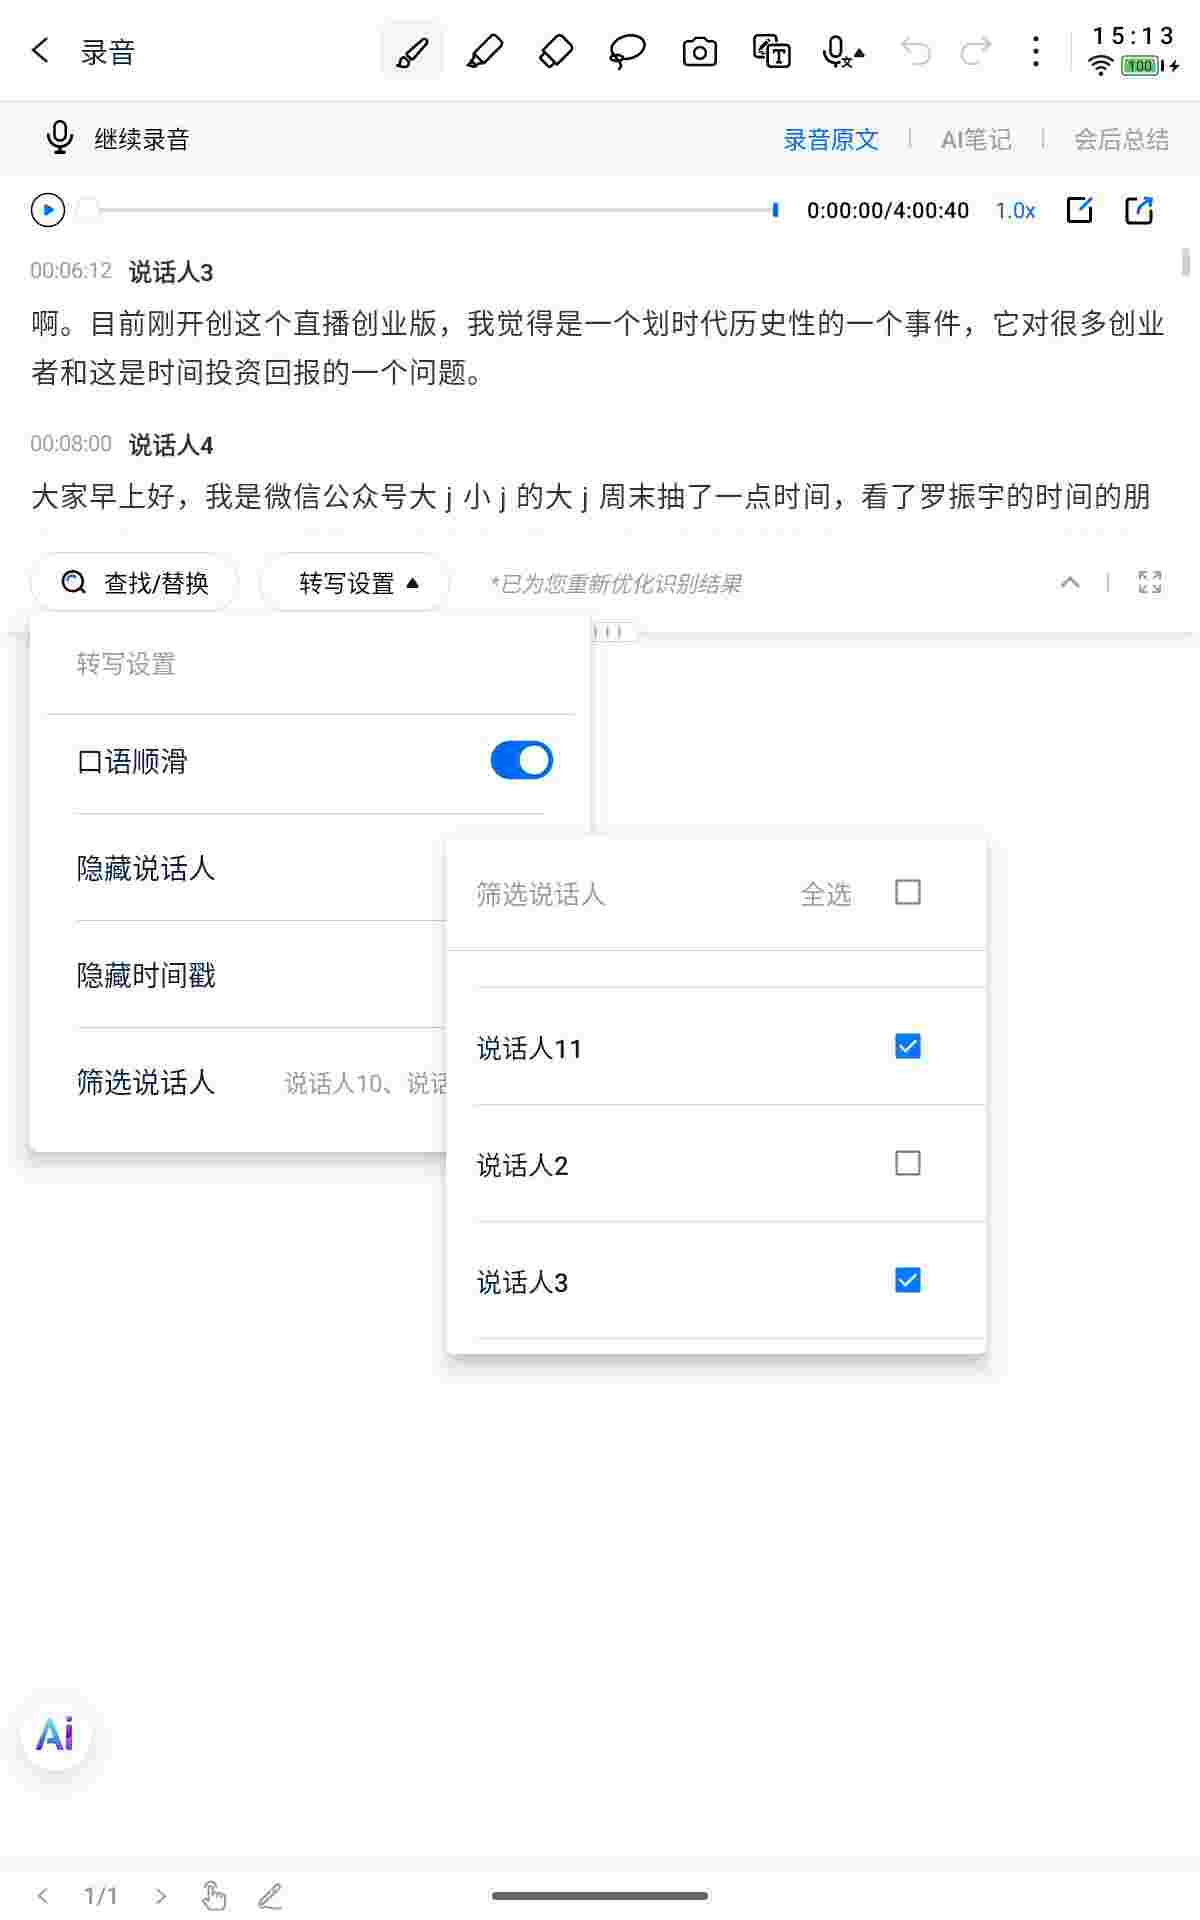 录音
15:13
100
继续录音
录音原文
AI笔记
会后总结
0:00:00/4:00:40
1.0x
00:06:12 说话人3
啊。目前刚开创这个直播创业版，我觉得是一个划时代历史性的一个事件，它对很多创业
者和这是时间投资回报的一个问题。
00:08:00 说话人4
大家早上好，我是微信公众号大 j 小 j 的大 j 周末抽了一点时间，看了罗振宇的时间的朋
查找/替换
转写设置
*已为您重新优化识别结果
转写设置
口语顺滑
隐藏说话人
隐藏时间戳
筛选说话人 说话人10、说话
筛选说话人 全选
说话人11
说话人2
说话人3
Ai
1/1